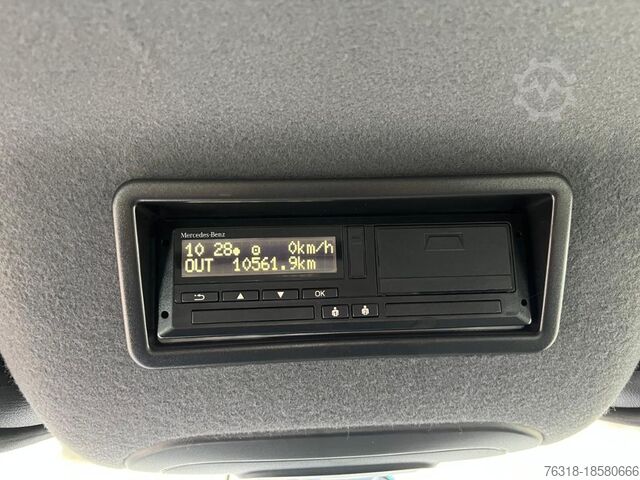 Mercedes-Benz
10 28● 0km/h
OUT 10561.9km
OK
76318-18580666